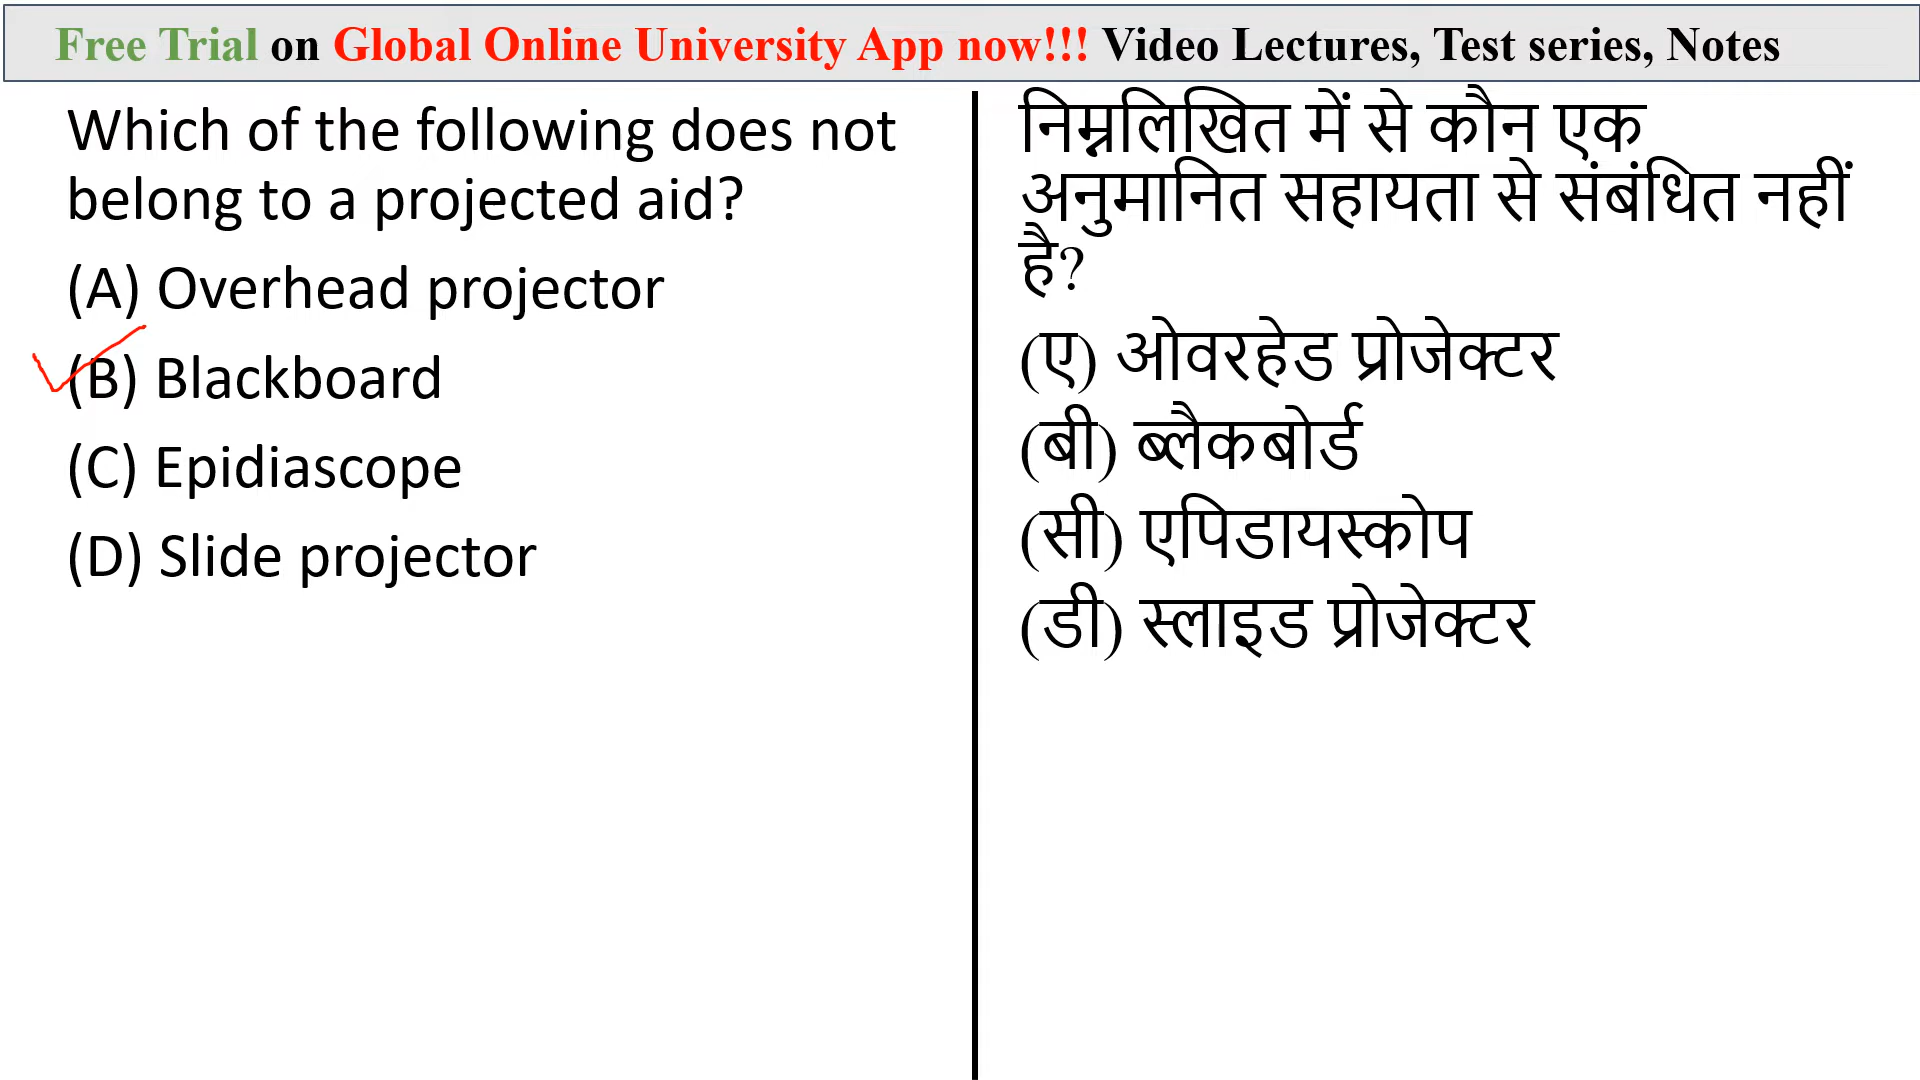 Free Trial on Global Online University App now!!! Video Lectures, Test series, Notes
Which of the following does not
belong to a projected aid?
(A) Overhead projector
(B) Blackboard
(C) Epidiascope
(D) Slide projector
निम्नलिखित में से कौन एक
अनुमानित सहायता से संबंधित नहीं
है?
(ए) ओवरहेड प्रोजेक्टर
(बी) ब्लैकबोर्ड
(सी) एपिडायस्कोप
(डी) स्लाइड प्रोजेक्टर